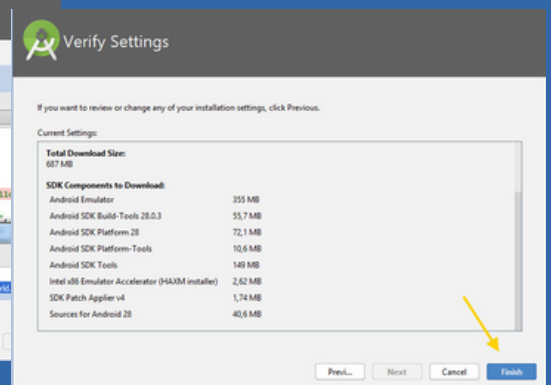 Verify Settings
If you want to review or change any of your installation settings, click Previous.
Current Settings:
Total Download Size:
687 MB
SDK Components to Download:
Android Emulator 355 MB
Android SDK Build-Tools 28.0.3 55,7 MB
Android SDK Platform 28 72,1 MB
Android SDK Platform-Tools 10,6 MB
Android SDK Tools 149 MB
Intel x86 Emulator Accelerator (HAXM installer) 2,62 MB
SDK Patch Applier v4 1,74 MB
Sources for Android 28 40,6 MB
Previ... Next Cancel Finish